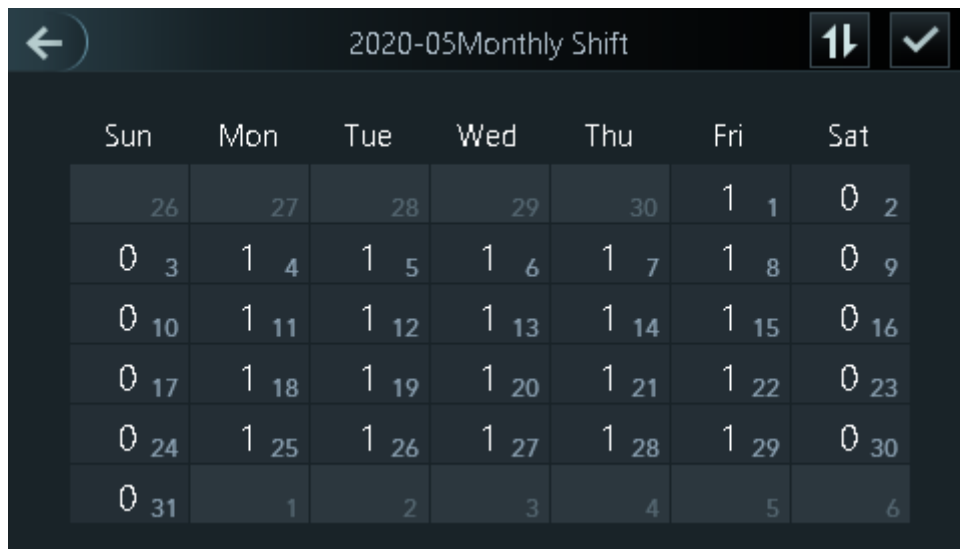 2020-05Monthly Shift
Sun Mon Tue Wed Thu Fri Sat
26 27 28 29 30 1 1 0 2
0 3 1 4 1 5 1 6 1 7 1 8 0 9
0 10 1 11 1 12 1 13 1 14 1 15 0 16
0 17 1 18 1 19 1 20 1 21 1 22 0 23
0 24 1 25 1 26 1 27 1 28 1 29 0 30
0 31 1 2 3 4 5 6